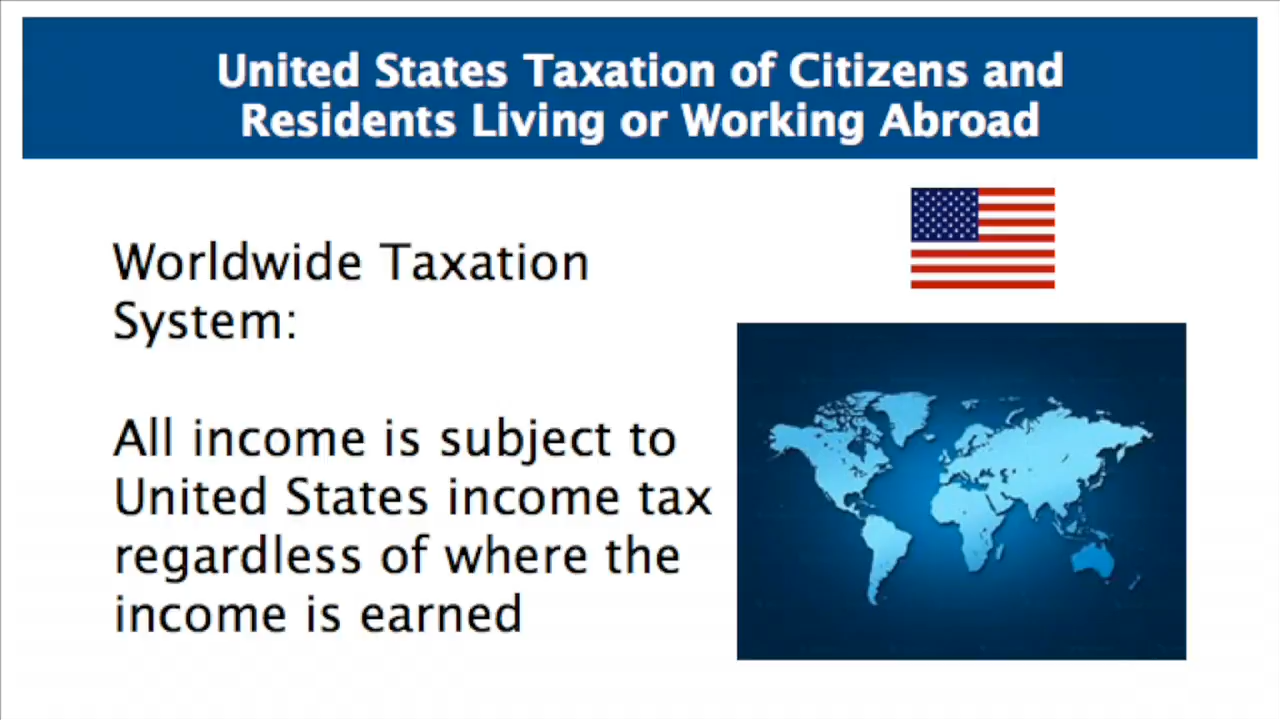 United States Taxation of Citizens and
Residents Living or Working Abroad
Worldwide Taxation
System:
All income is subject to
United States income tax
regardless of where the
income is earned